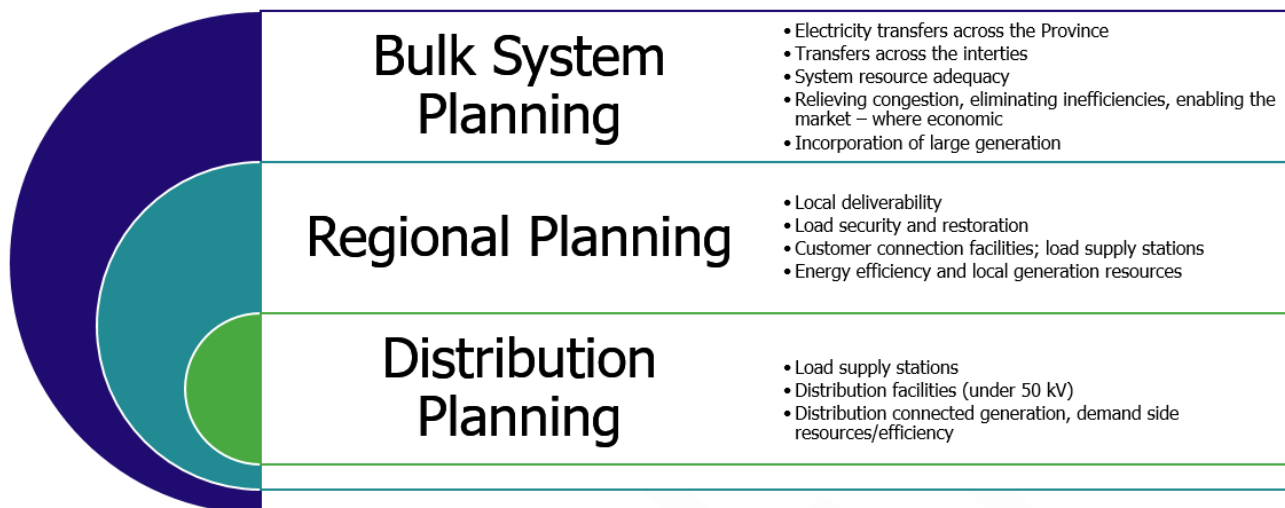 Bulk System
Planning
• Electricity transfers across the Province
• Transfers across the interties
• System resource adequacy
• Relieving congestion, eliminating inefficiencies, enabling the
market – where economic
• Incorporation of large generation
Regional Planning
• Local deliverability
• Load security and restoration
• Customer connection facilities; load supply stations
• Energy efficiency and local generation resources
Distribution
Planning
• Load supply stations
• Distribution facilities (under 50 kV)
• Distribution connected generation, demand side
resources/efficiency